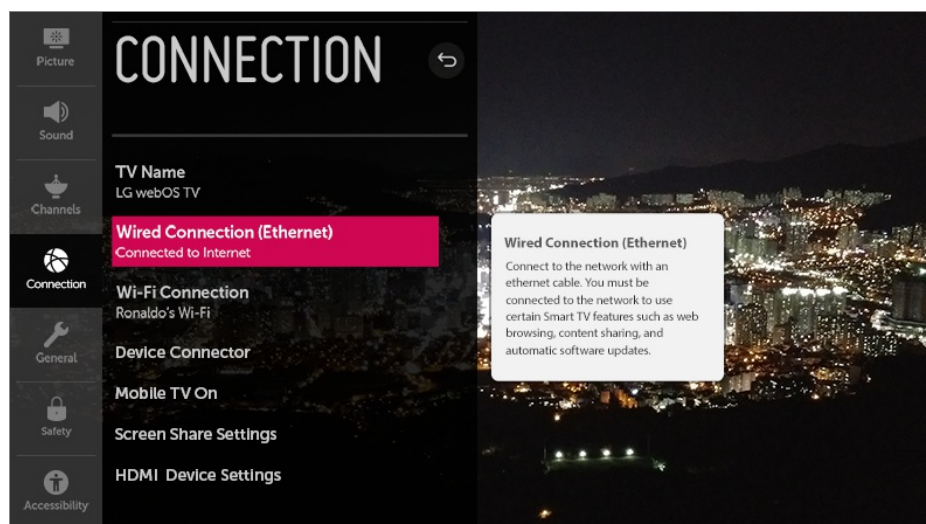 Picture
Sound
Channels
Connection
General
Safety
Accessibility
CONNECTION
TV Name
LG webOS TV
Wired Connection (Ethernet)
Connected to Internet
Wi-Fi Connection
Ronaldo's Wi-Fi
Device Connector
Mobile TV On
Screen Share Settings
HDMI Device Settings
Wired Connection (Ethernet)
Connect to the network with an
ethernet cable. You must be
connected to the network to use
certain Smart TV features such as web
browsing, content sharing, and
automatic software updates.